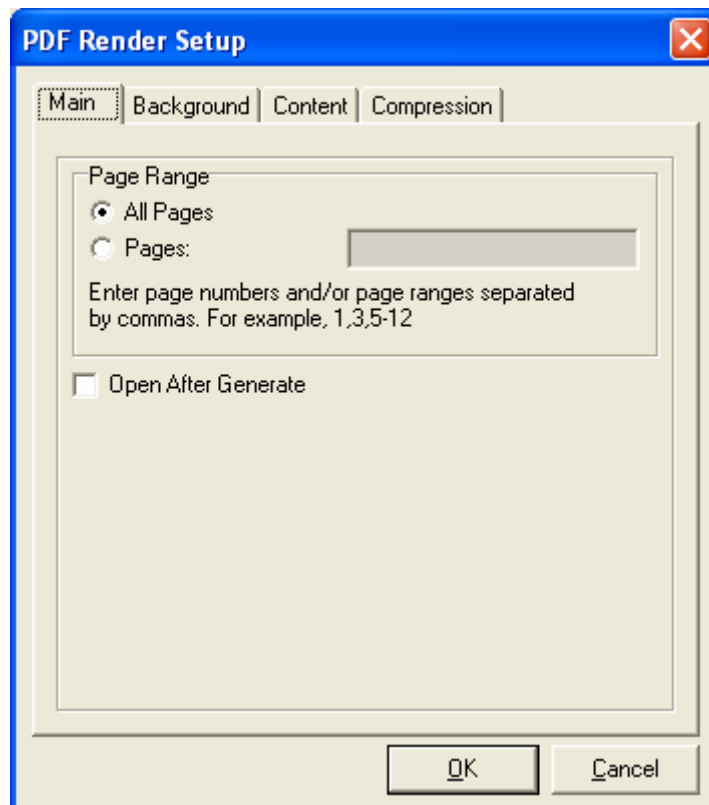 PDF Render Setup
Main Background Content Compression
Page Range
All Pages
Pages:
Enter page numbers and/or page ranges separated
by commas. For example, 1,3,5-12
Open After Generate
OK Cancel